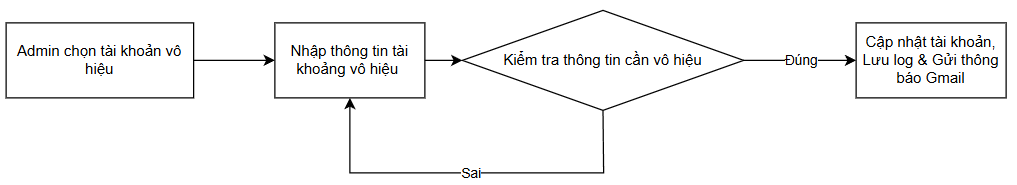 Admin chọn tài khoản vô
hiệu
Nhập thông tin tài
khoảng vô hiệu
Kiểm tra thông tin cần vô hiệu
Đúng
Cập nhật tài khoản,
Lưu log & Gửi thông
báo Gmail
Sai